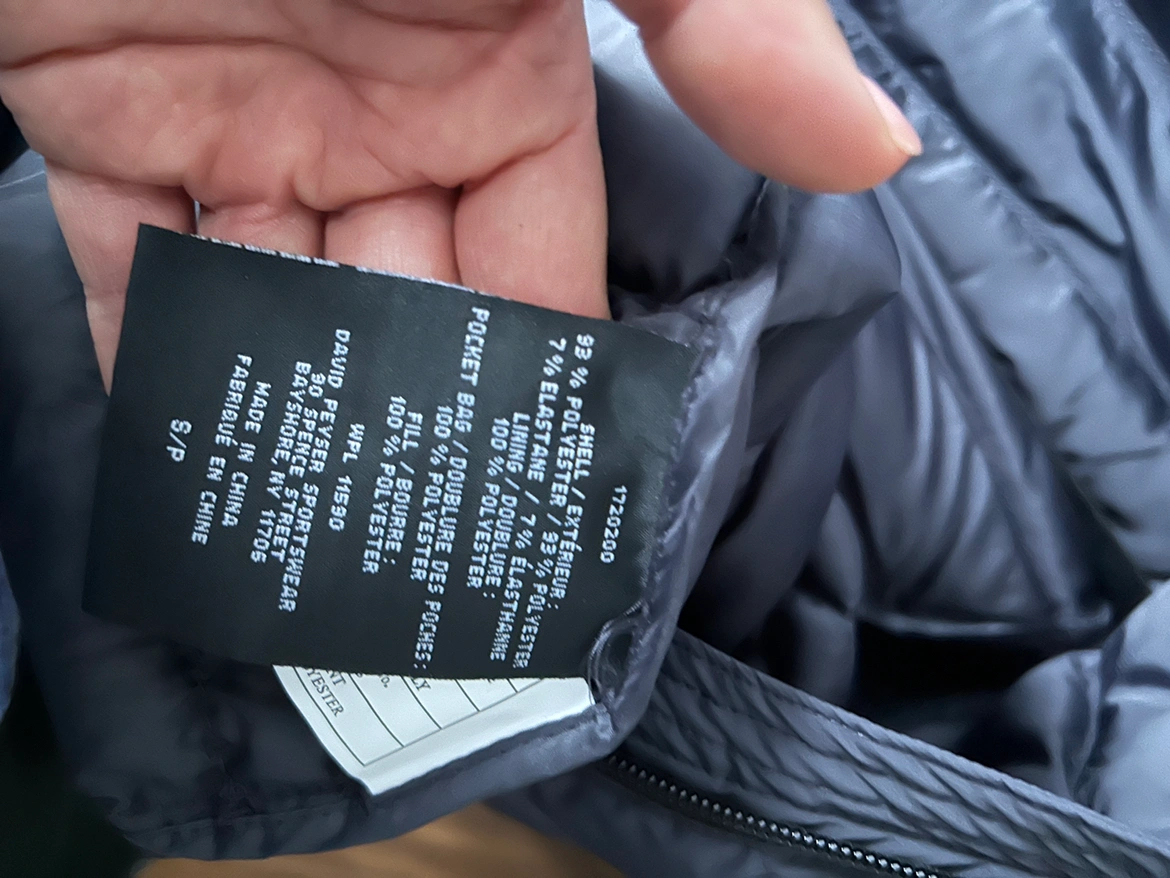 1720200
SHELL / EXTÉRIEUR:
93 % POLYESTER / 93 % POLYESTER
7 % ELASTANE / 7 % ÉLASTHANNE
LINING / DOUBLURE:
100 % POLYESTER
POCKET BAG / DOUBLURE DES POCHES:
100 % POLYESTER
FILL / BOURRE:
100 % POLYESTER
WPL 11590
DAVID PEYSER SPORTSWEAR
90 SPENCE STREET
BAYSHORE, NY 11706
MADE IN CHINA
FABRIQUÉ EN CHINE
S/P